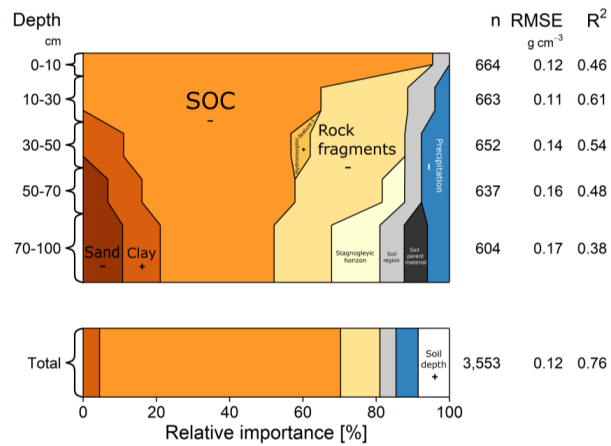 Depth n RMSE R²
cm g cm⁻³
0-10 664 0.12 0.46
10-30 663 0.11 0.61
30-50 652 0.14 0.54
50-70 637 0.16 0.48
70-100 604 0.17 0.38
SOC
-
Rock
fragments
-
+
Precipitation
-
Sand
-
Clay
+
Stagnogleyic
horizon
Soil
region
Soil
parent
material
Total 3,553 0.12 0.76
Soil
depth
+
0 20 40 60 80 100
Relative importance [%]